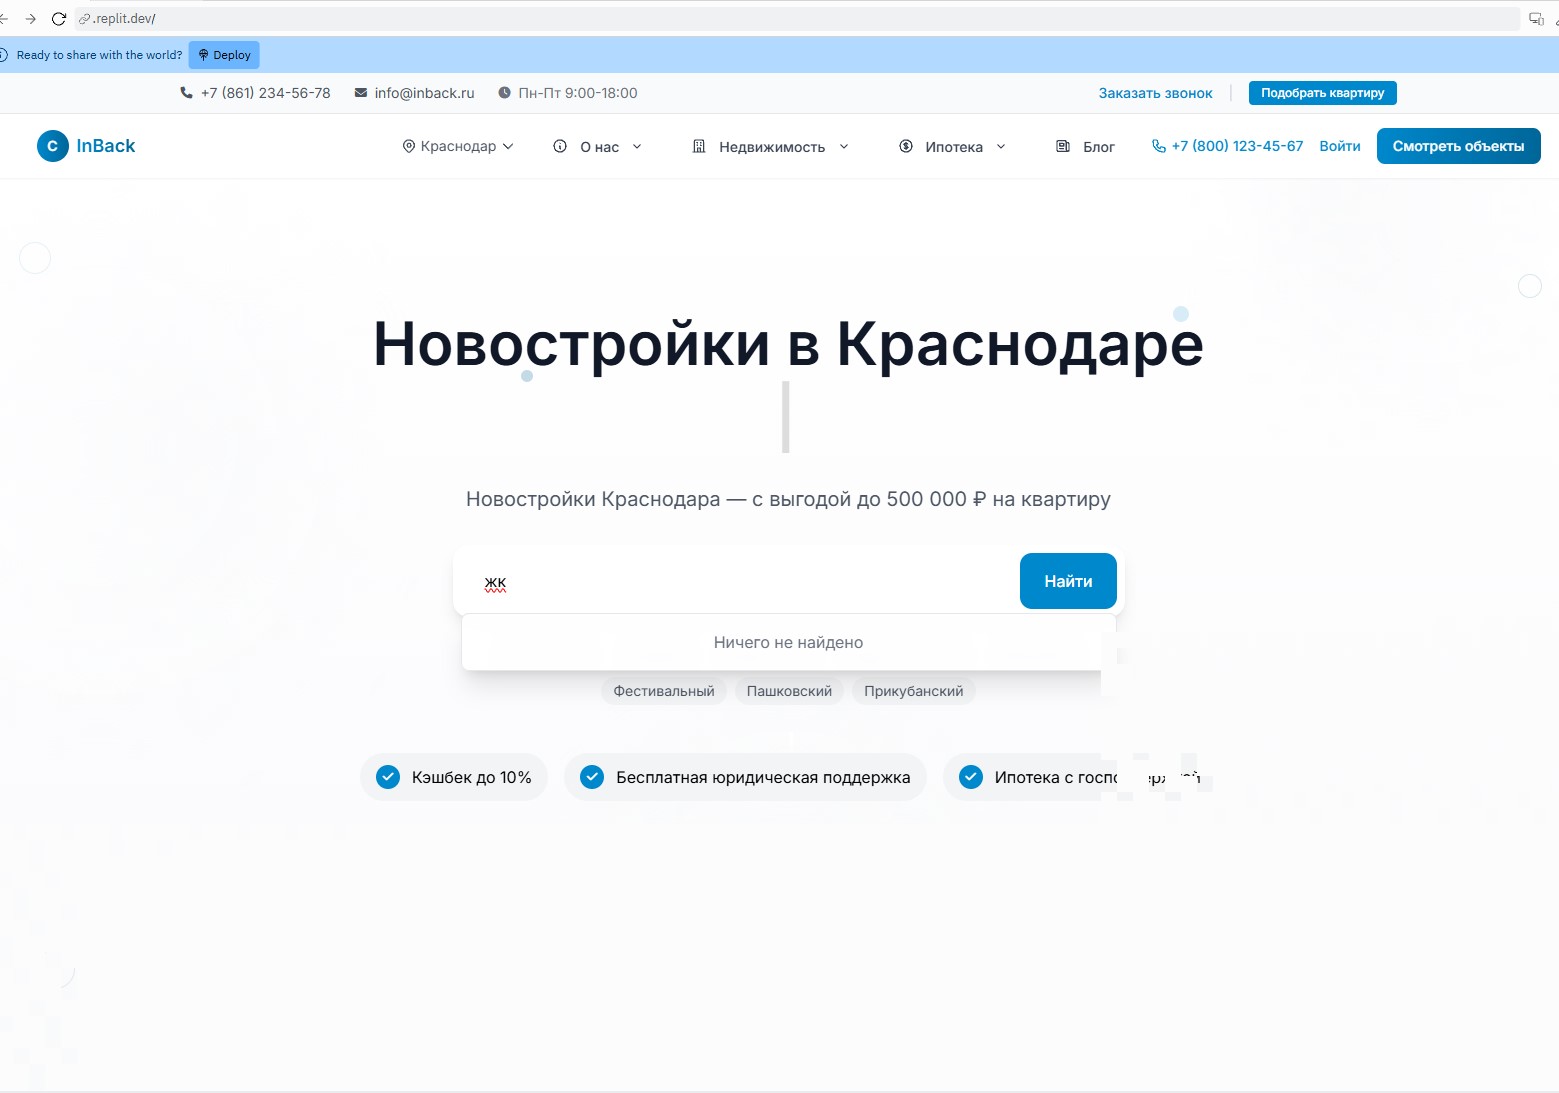 .replit.dev/
Ready to share with the world? Deploy
+7 (861) 234-56-78 info@inback.ru Пн-Пт 9:00-18:00 Заказать звонок Подобрать квартиру
C InBack Краснодар О нас Недвижимость Ипотека Блог +7 (800) 123-45-67 Войти Смотреть объекты
Новостройки в Краснодаре
Новостройки Краснодара — с выгодой до 500 000 ₽ на квартиру
жк Найти
Ничего не найдено
Фестивальный Пашковский Прикубанский
Кэшбек до 10% Бесплатная юридическая поддержка Ипотека с